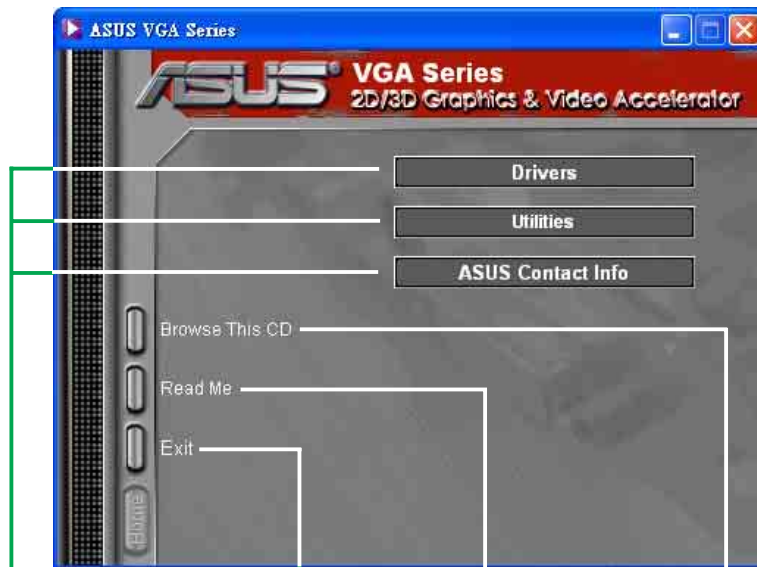 ASUS VGA Series
ASUS® VGA Series
2D/3D Graphics & Video Accelerator
Drivers
Utilities
ASUS Contact Info
Browse This CD
Read Me
Exit
Home